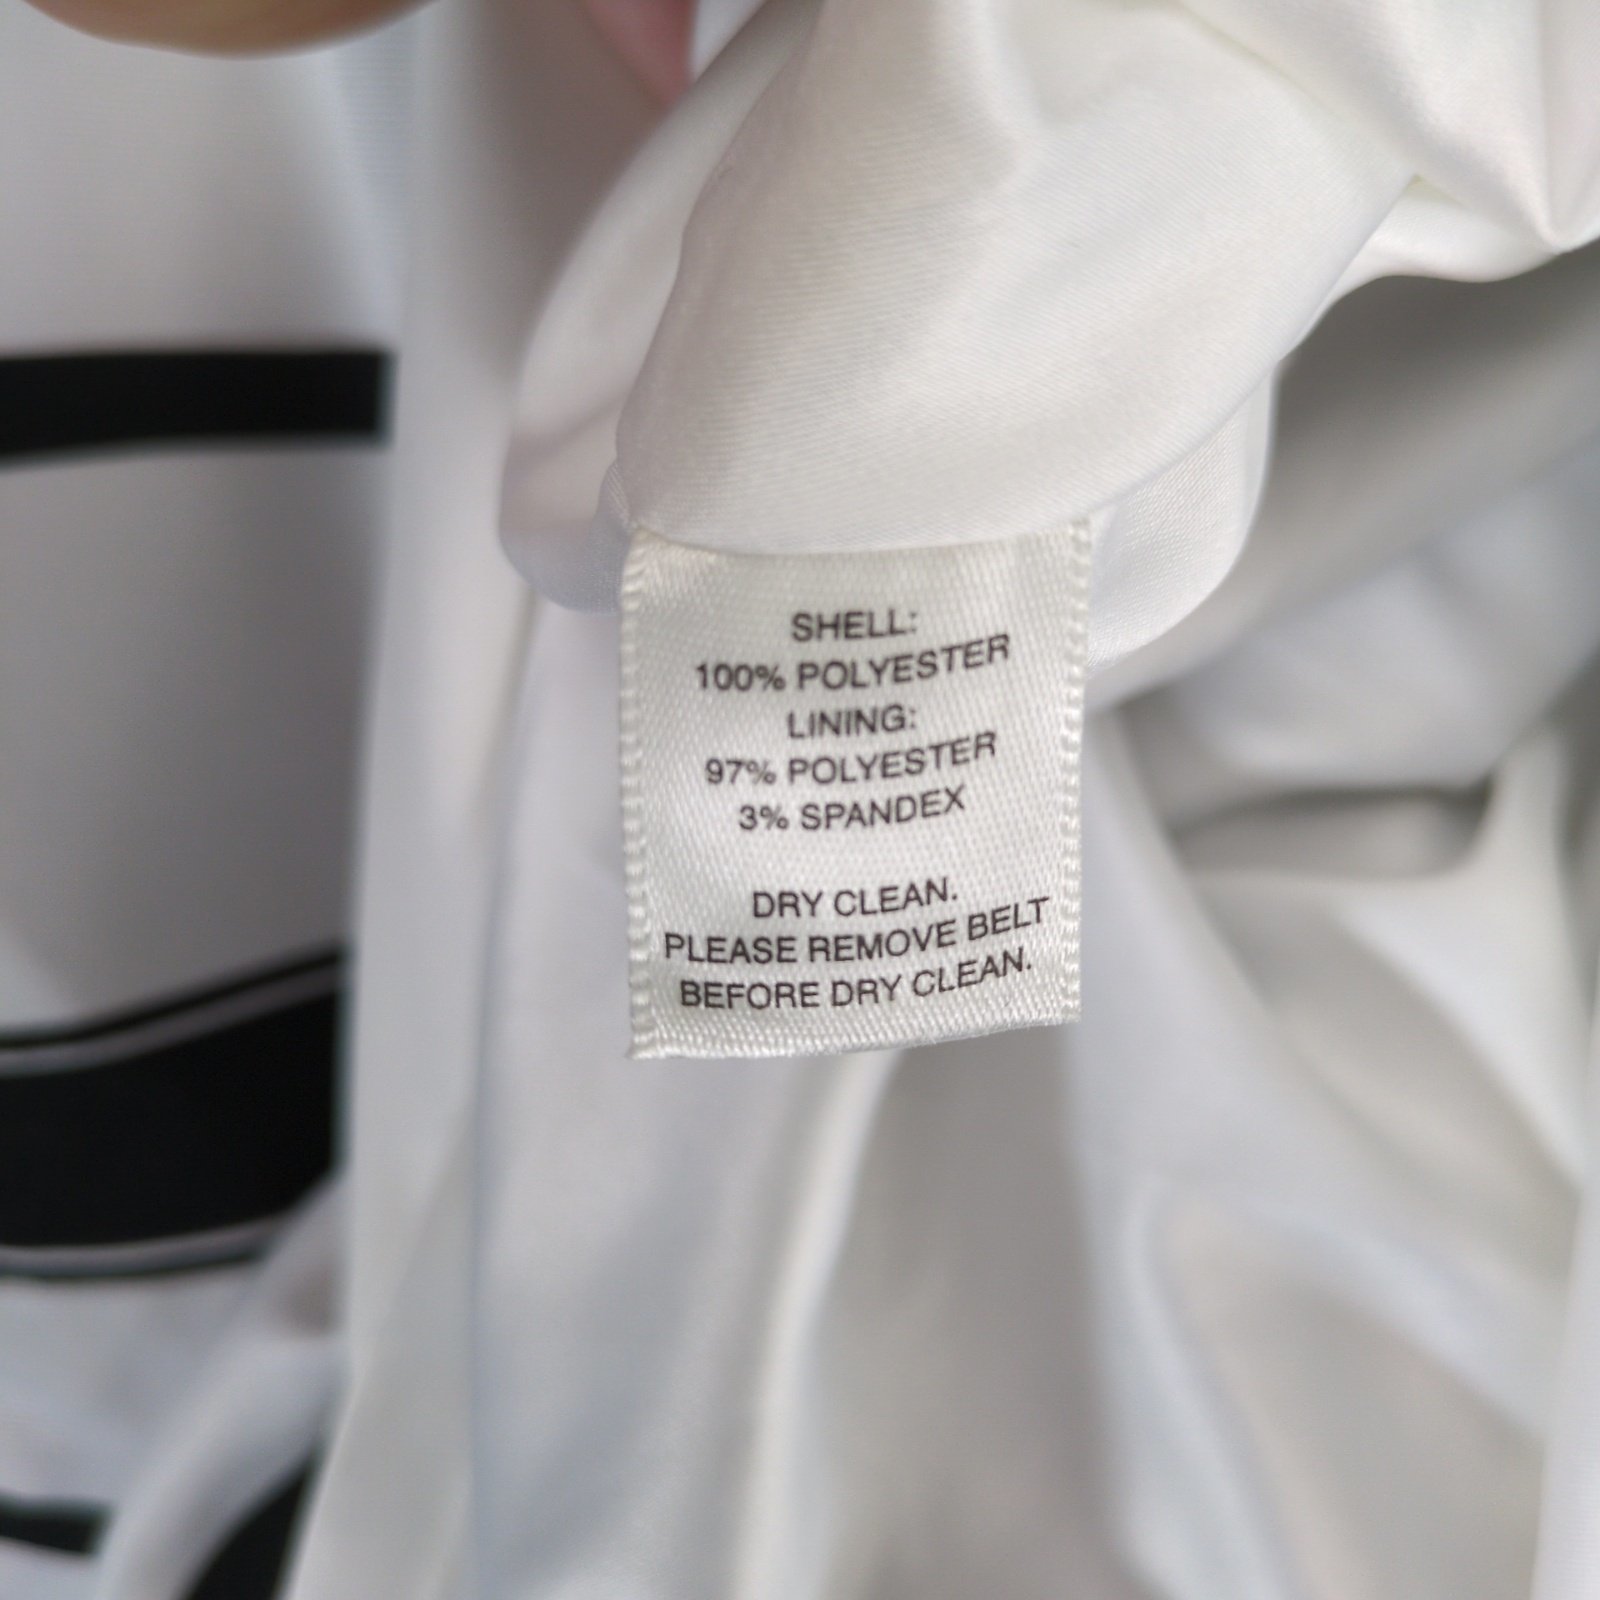 SHELL:
100% POLYESTER
LINING:
97% POLYESTER
3% SPANDEX
DRY CLEAN.
PLEASE REMOVE BELT
BEFORE DRY CLEAN.